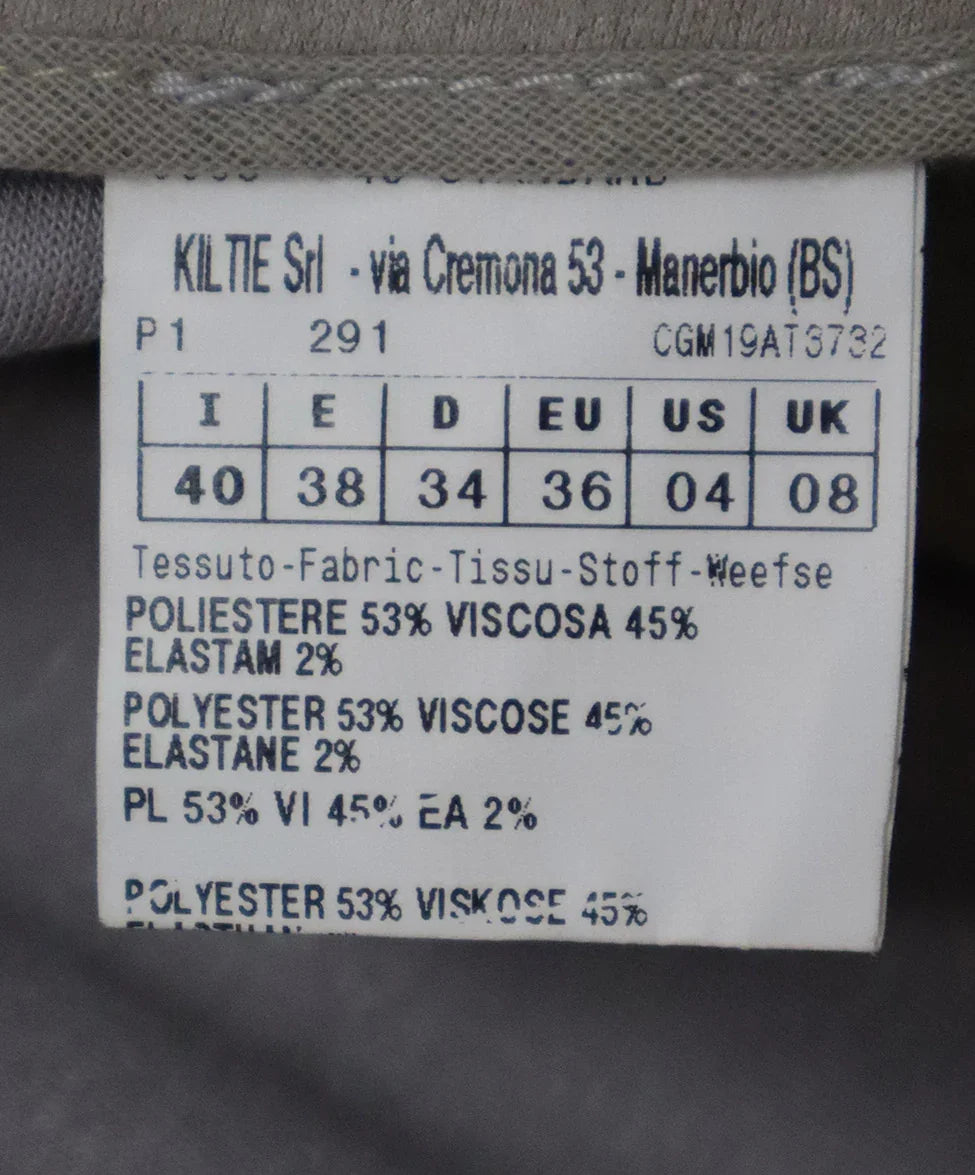 KILTIE Srl - via Cremona 53 - Manerbio (BS)
P1 291 CGM19AT3732
I E D EU US UK
40 38 34 36 04 08
Tessuto-Fabric-Tissu-Stoff-Weefse
POLIESTERE 53% VISCOSA 45%
ELASTAM 2%
POLYESTER 53% VISCOSE 45%
ELASTANE 2%
PL 53% VI 45% EA 2%
POLYESTER 53% VISKOSE 45%